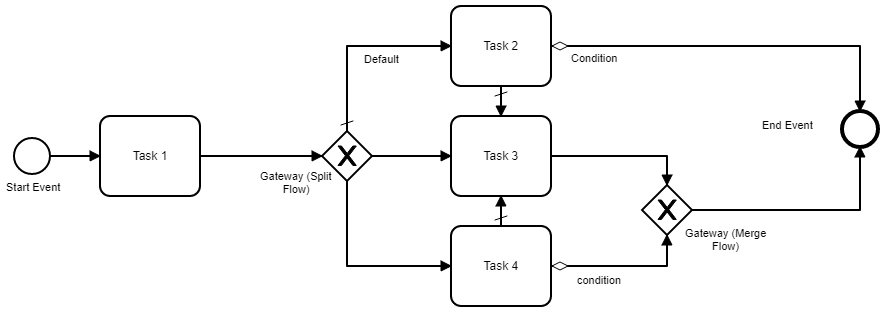 Task 2
Default
Condition
End Event
Task 1
Task 3
Start Event
Gateway (Split
Flow)
Gateway (Merge
Flow)
Task 4
condition